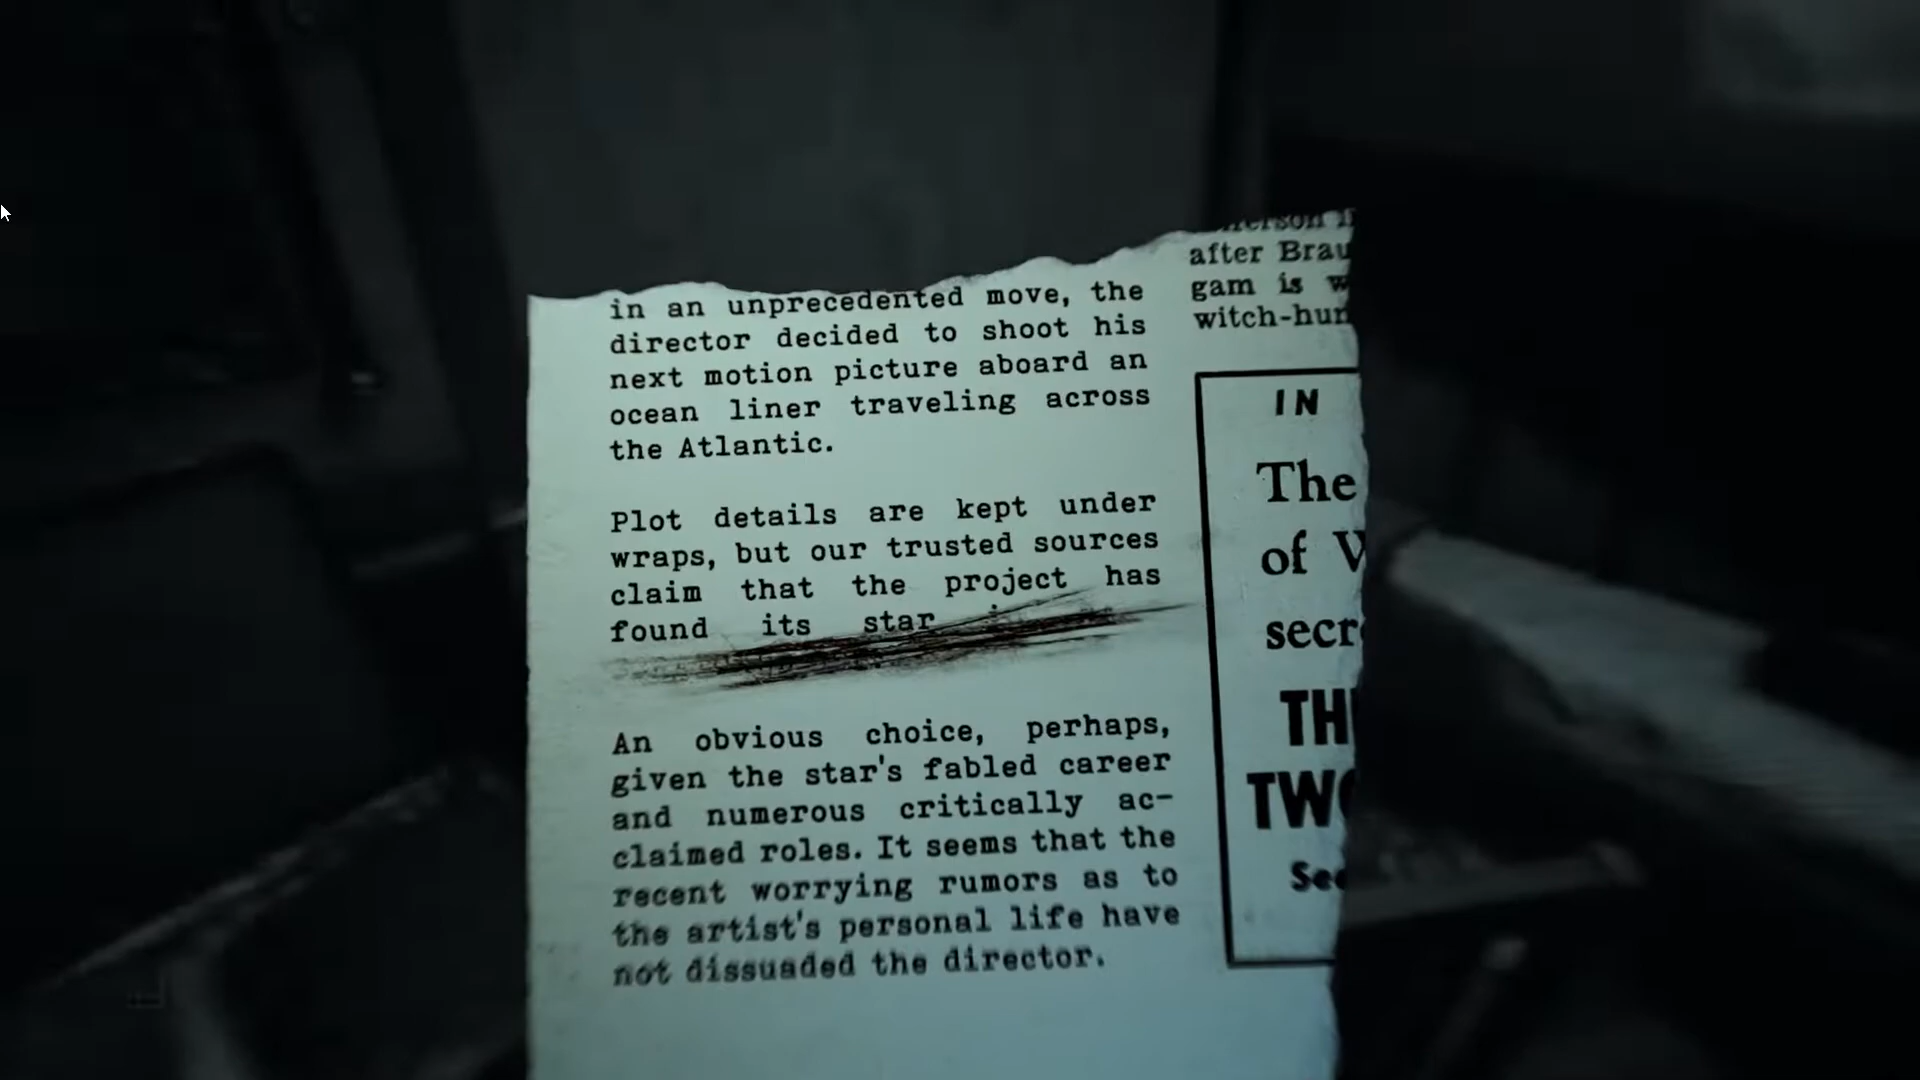 in an unprecedented move, the
director decided to shoot his
next motion picture aboard an
ocean liner traveling across
the Atlantic.
Plot details are kept under
wraps, but our trusted sources
claim that the project has
found its star
An obvious choice, perhaps,
given the star's fabled career
and numerous critically ac-
claimed roles. It seems that the
recent worrying rumors as to
the artist's personal life have
not dissuaded the director.
after Brau
gam is w
witch-hun
IN
The
of V
secre
TH
TWO
See